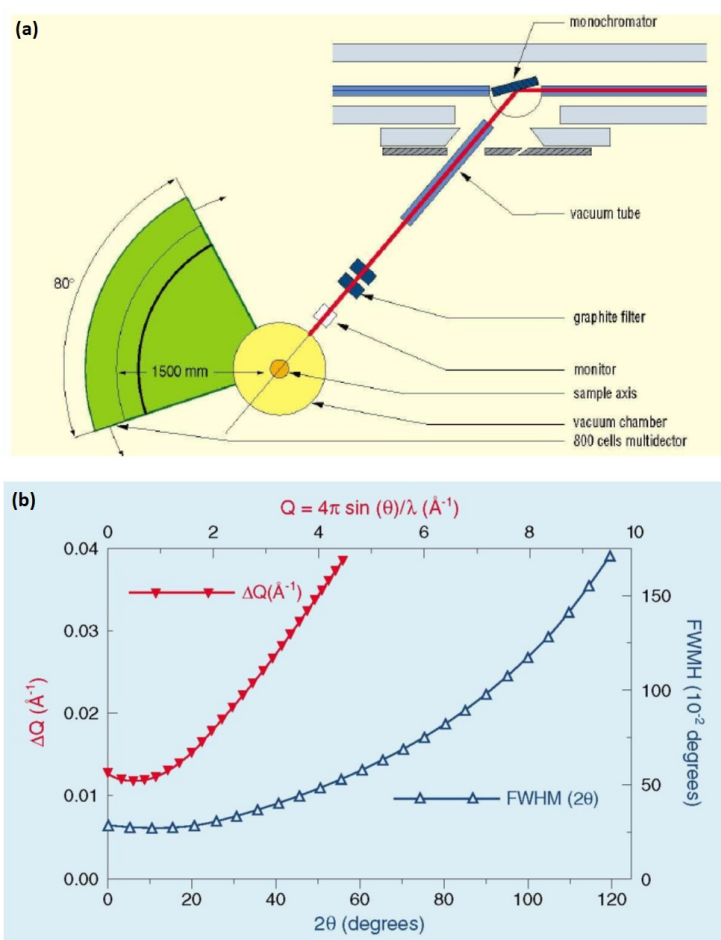 (a)
monochromator
vacuum tube
80°
graphite filter
1500 mm
monitor
sample axis
vacuum chamber
800 cells multidector
(b)
Q = 4π sin (θ)/λ (Å-1)
0 2 4 6 8 10
0.04
0.03
0.02
0.01
0.00
ΔQ (Å-1)
ΔQ(Å-1)
FWHM (2θ)
150
100
50
0
FWMH (10-2 degrees)
0 20 40 60 80 100 120
2θ (degrees)